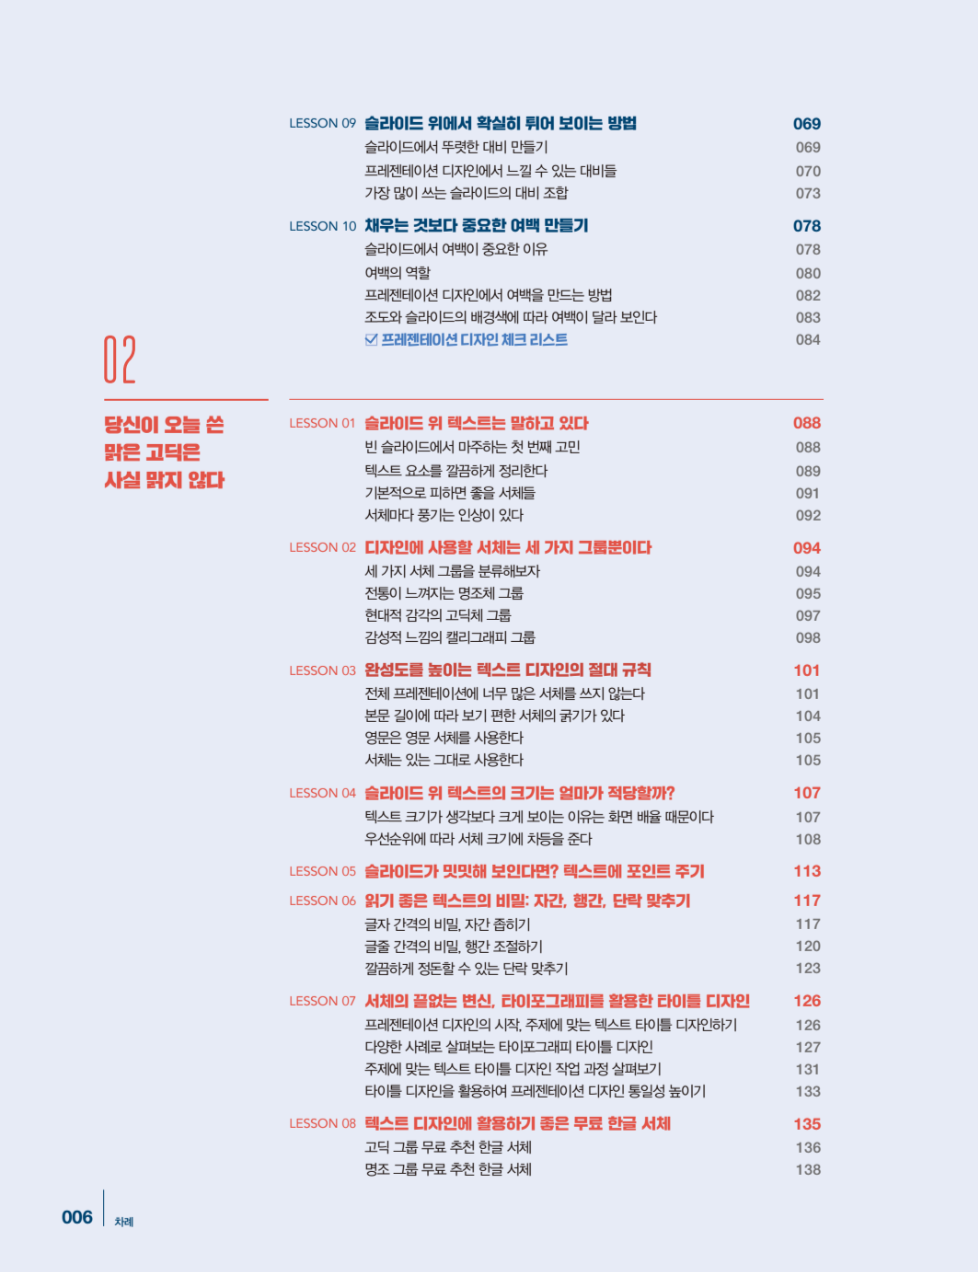 LESSON 09 슬라이드 위에서 확실히 튀어 보이는 방법 069
슬라이드에서 뚜렷한 대비 만들기 069
프레젠테이션 디자인에서 느낄 수 있는 대비들 070
가장 많이 쓰는 슬라이드의 대비 조합 073
LESSON 10 채우는 것보다 중요한 여백 만들기 078
슬라이드에서 여백이 중요한 이유 078
여백의 역할 080
프레젠테이션 디자인에서 여백을 만드는 방법 082
조도와 슬라이드의 배경색에 따라 여백이 달라 보인다 083
☑ 프레젠테이션 디자인 체크 리스트 084
02
당신이 오늘 쓴
맑은 고딕은
사실 맑지 않다
LESSON 01 슬라이드 위 텍스트는 말하고 있다 088
빈 슬라이드에서 마주하는 첫 번째 고민 088
텍스트 요소를 깔끔하게 정리한다 089
기본적으로 피하면 좋을 서체들 091
서체마다 풍기는 인상이 있다 092
LESSON 02 디자인에 사용할 서체는 세 가지 그룹뿐이다 094
세 가지 서체 그룹을 분류해보자 094
전통이 느껴지는 명조체 그룹 095
현대적 감각의 고딕체 그룹 097
감성적 느낌의 캘리그래피 그룹 098
LESSON 03 완성도를 높이는 텍스트 디자인의 절대 규칙 101
전체 프레젠테이션에 너무 많은 서체를 쓰지 않는다 101
본문 길이에 따라 보기 편한 서체의 굵기가 있다 104
영문은 영문 서체를 사용한다 105
서체는 있는 그대로 사용한다 105
LESSON 04 슬라이드 위 텍스트의 크기는 얼마가 적당할까? 107
텍스트 크기가 생각보다 크게 보이는 이유는 화면 배율 때문이다 107
우선순위에 따라 서체 크기에 차등을 준다 108
LESSON 05 슬라이드가 밋밋해 보인다면? 텍스트에 포인트 주기 113
LESSON 06 읽기 좋은 텍스트의 비밀: 자간, 행간, 단락 맞추기 117
글자 간격의 비밀, 자간 좁히기 117
글줄 간격의 비밀, 행간 조절하기 120
깔끔하게 정돈할 수 있는 단락 맞추기 123
LESSON 07 서체의 끝없는 변신, 타이포그래피를 활용한 타이틀 디자인 126
프레젠테이션 디자인의 시작, 주제에 맞는 텍스트 타이틀 디자인하기 126
다양한 사례로 살펴보는 타이포그래피 타이틀 디자인 127
주제에 맞는 텍스트 타이틀 디자인 작업 과정 살펴보기 131
타이틀 디자인을 활용하여 프레젠테이션 디자인 통일성 높이기 133
LESSON 08 텍스트 디자인에 활용하기 좋은 무료 한글 서체 135
고딕 그룹 무료 추천 한글 서체 136
명조 그룹 무료 추천 한글 서체 138
006 차례